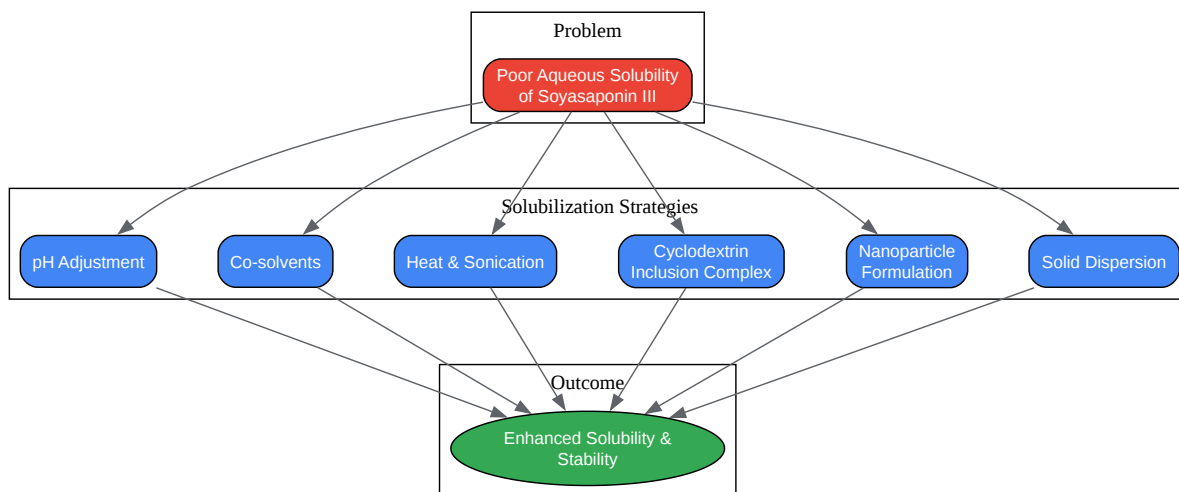 Problem
Poor Aqueous Solubility
of Soyasaponin III
Solubilization Strategies
pH Adjustment
Co-solvents
Heat & Sonication
Cyclodextrin
Inclusion Complex
Nanoparticle
Formulation
Solid Dispersion
Outcome
Enhanced Solubility &
Stability